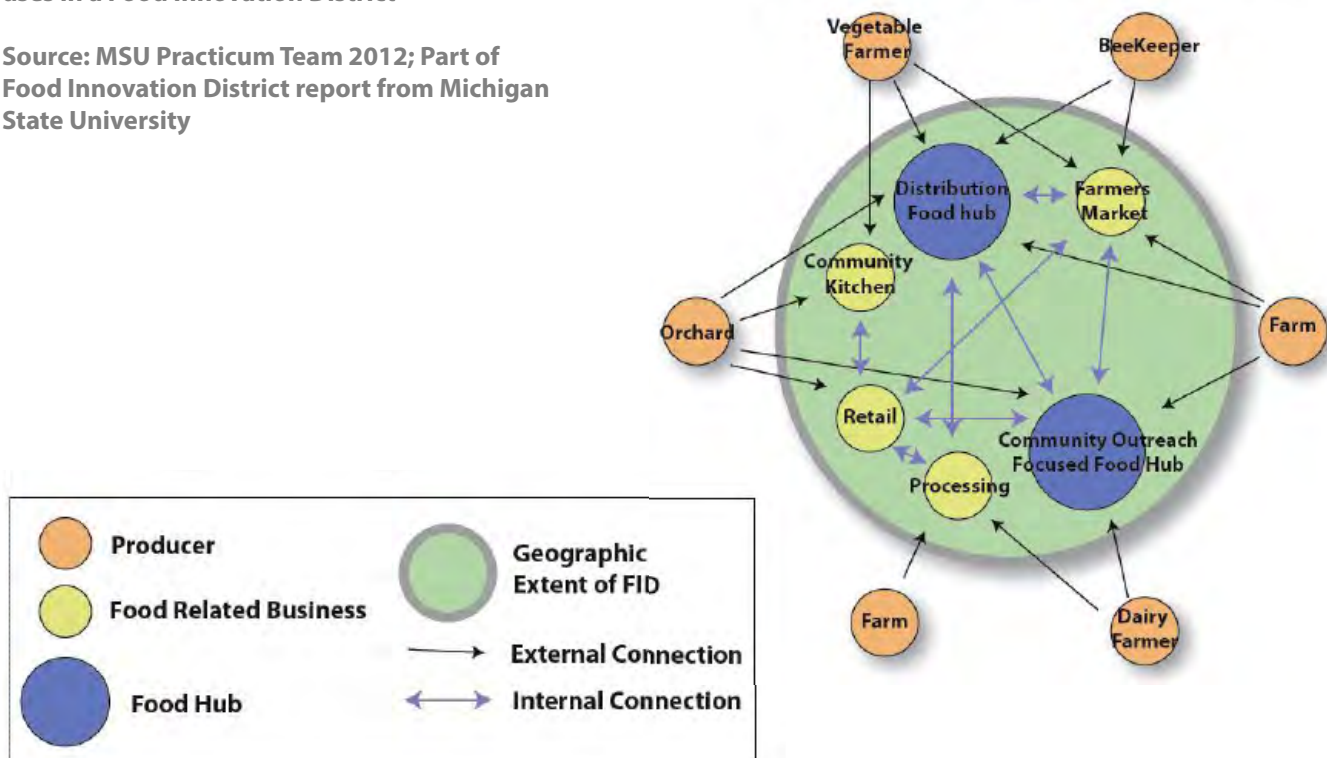 Source: MSU Practicum Team 2012; Part of
Food Innovation District report from Michigan
State University
Vegetable
Farmer
BeeKeeper
Distribution
Food hub
Farmers
Market
Community
Kitchen
Orchard
Farm
Retail
Community Outreach
Focused Food Hub
Processing
Farm
Dairy
Farmer
Producer
Food Related Business
Food Hub
Geographic
Extent of FID
External Connection
Internal Connection